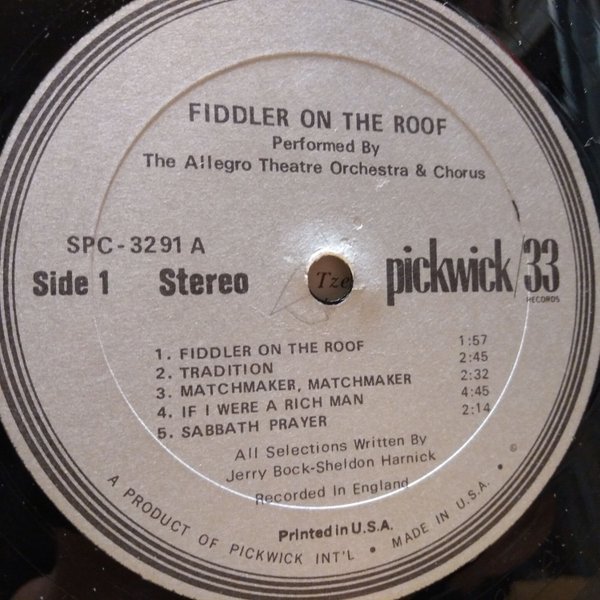 FIDDLER ON THE ROOF
Performed By
The Allegro Theatre Orchestra & Chorus
SPC-3291 A
Side 1 Stereo
Tze
pickwick/33
RECORDS
1. FIDDLER ON THE ROOF 1:57
2. TRADITION 2:45
3. MATCHMAKER, MATCHMAKER 2:32
4. IF I WERE A RICH MAN 4:45
5. SABBATH PRAYER 2:14
All Selections Written By
Jerry Bock-Sheldon Harnick
Recorded In England
Printed in U.S.A.
A PRODUCT OF PICKWICK INT'L • MADE IN U.S.A. • ©